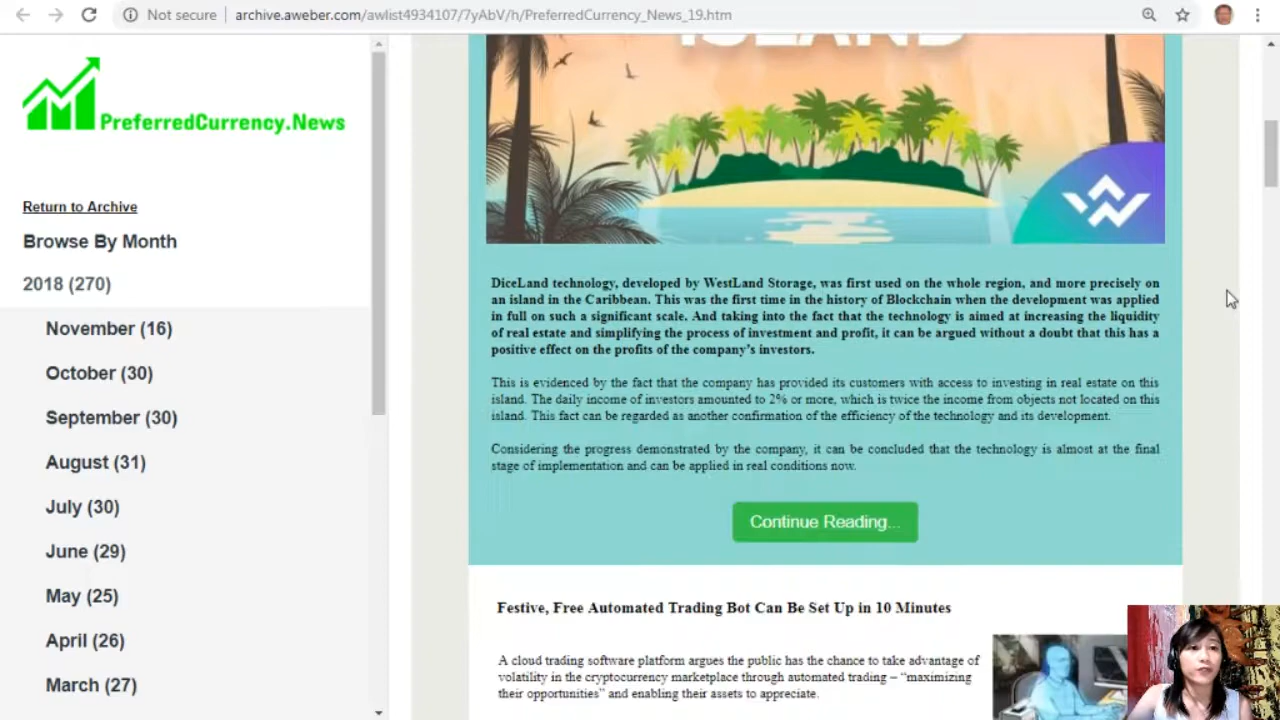 Not secure
archive.aweber.com/awlist4934107/7yAbV/h/PreferredCurrency_News_19.htm
PreferredCurrency.News
Return to Archive
Browse By Month
2018 (270)
November (16)
October (30)
September (30)
August (31)
July (30)
June (29)
May (25)
April (26)
March (27)
ISLAND
DiceLand technology, developed by WestLand Storage, was first used on the whole region, and more precisely on
an island in the Caribbean. This was the first time in the history of Blockchain when the development was applied
in full on such a significant scale. And taking into the fact that the technology is aimed at increasing the liquidity
of real estate and simplifying the process of investment and profit, it can be argued without a doubt that this has a
positive effect on the profits of the company's investors.
This is evidenced by the fact that the company has provided its customers with access to investing in real estate on this
island. The daily income of investors amounted to 2% or more, which is twice the income from objects not located on this
island. This fact can be regarded as another confirmation of the efficiency of the technology and its development.
Considering the progress demonstrated by the company, it can be concluded that the technology is almost at the final
stage of implementation and can be applied in real conditions now.
Continue Reading...
Festive, Free Automated Trading Bot Can Be Set Up in 10 Minutes
A cloud trading software platform argues the public has the chance to take advantage of
volatility in the cryptocurrency marketplace through automated trading – “maximizing
their opportunities” and enabling their assets to appreciate.